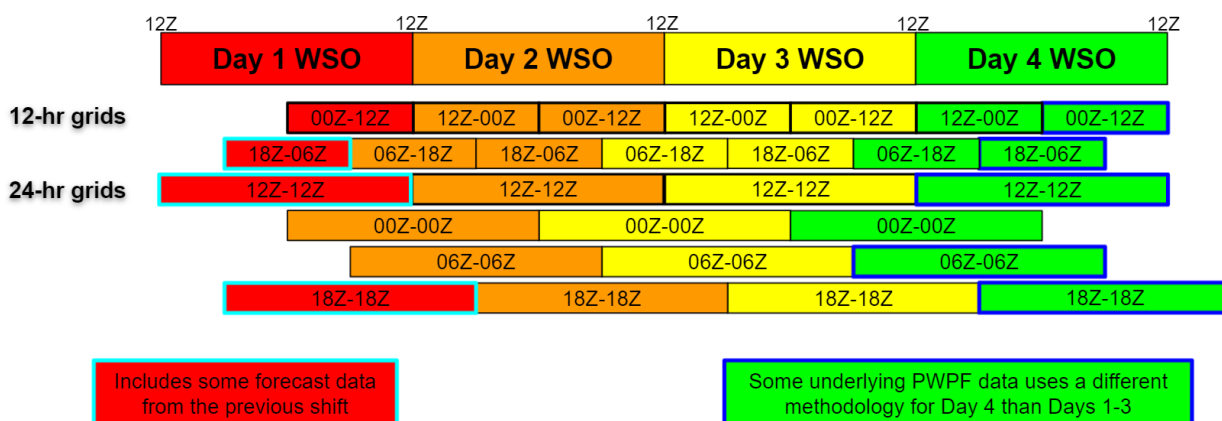 12Z 12Z 12Z 12Z 12Z
Day 1 WSO Day 2 WSO Day 3 WSO Day 4 WSO
12-hr grids 00Z-12Z 12Z-00Z 00Z-12Z 12Z-00Z 00Z-12Z 12Z-00Z 00Z-12Z
18Z-06Z 06Z-18Z 18Z-06Z 06Z-18Z 18Z-06Z 06Z-18Z 18Z-06Z
24-hr grids 12Z-12Z 12Z-12Z 12Z-12Z 12Z-12Z
00Z-00Z 00Z-00Z 00Z-00Z
06Z-06Z 06Z-06Z 06Z-06Z
18Z-18Z 18Z-18Z 18Z-18Z 18Z-18Z
Includes some forecast data
from the previous shift
Some underlying PWPF data uses a different
methodology for Day 4 than Days 1-3